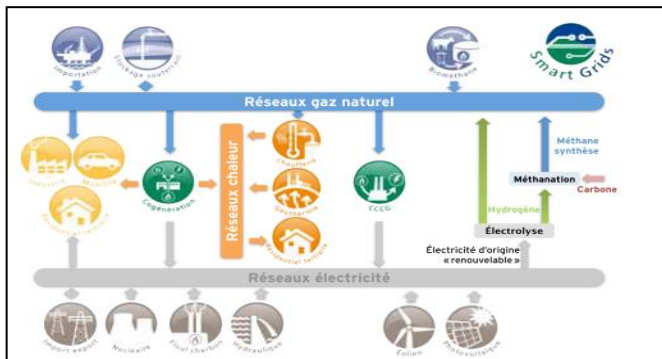 Importation
Stockage souterrain
Biométhane
Smart Grids
Réseaux gaz naturel
Industrie
Mobilité
Résidentiel tertiaire
Cogénération
Réseaux chaleur
Chaufferie
Géothermie
Résidentiel tertiaire
CCCG
Méthane
synthèse
Méthanation
Carbone
Hydrogène
Électrolyse
Électricité d'origine
« renouvelable »
Réseaux électricité
Import export
Nucléaire
Fioul charbon
Hydraulique
Éolien
Photovoltaïque